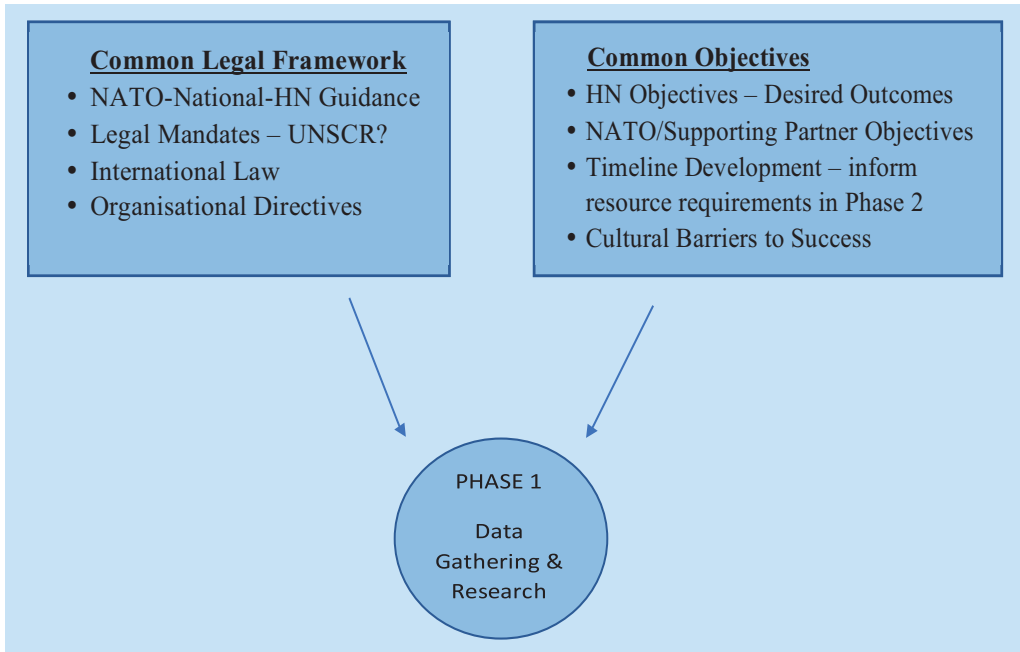 Common Legal Framework
• NATO-National-HN Guidance
• Legal Mandates – UNSCR?
• International Law
• Organisational Directives
Common Objectives
• HN Objectives – Desired Outcomes
• NATO/Supporting Partner Objectives
• Timeline Development – inform
resource requirements in Phase 2
• Cultural Barriers to Success
PHASE 1
Data
Gathering &
Research